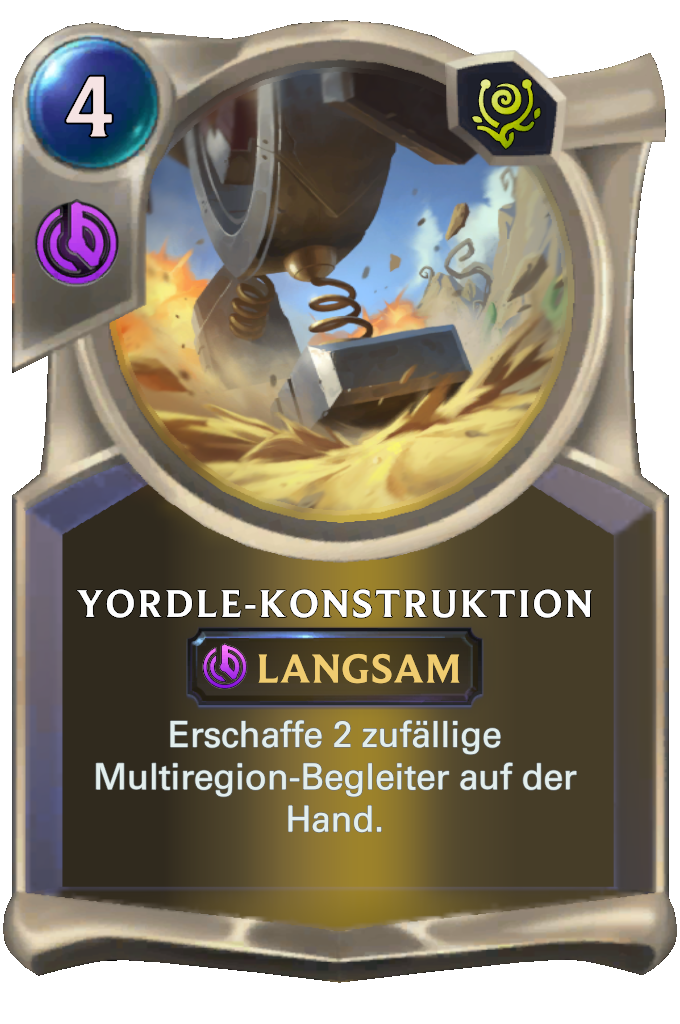 4
YORDLE-KONSTRUKTION
LANGSAM
Erschaffe 2 zufällige
Multiregion-Begleiter auf der
Hand.